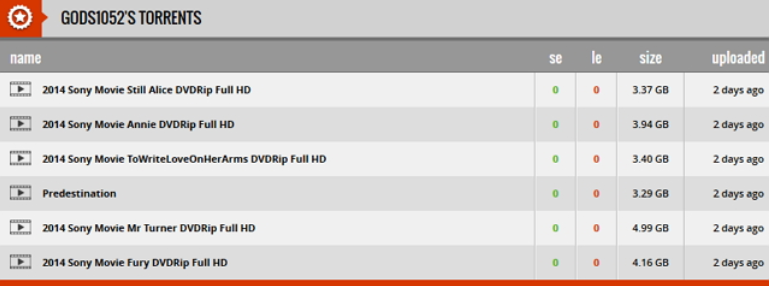 GODS1052'S TORRENTS
name se le size uploaded
2014 Sony Movie Still Alice DVDRip Full HD 0 0 3.37 GB 2 days ago
2014 Sony Movie Annie DVDRip Full HD 0 0 3.94 GB 2 days ago
2014 Sony Movie ToWriteLoveOnHerArms DVDRip Full HD 0 0 3.40 GB 2 days ago
Predestination 0 0 3.29 GB 2 days ago
2014 Sony Movie Mr Turner DVDRip Full HD 0 0 4.99 GB 2 days ago
2014 Sony Movie Fury DVDRip Full HD 0 0 4.16 GB 2 days ago